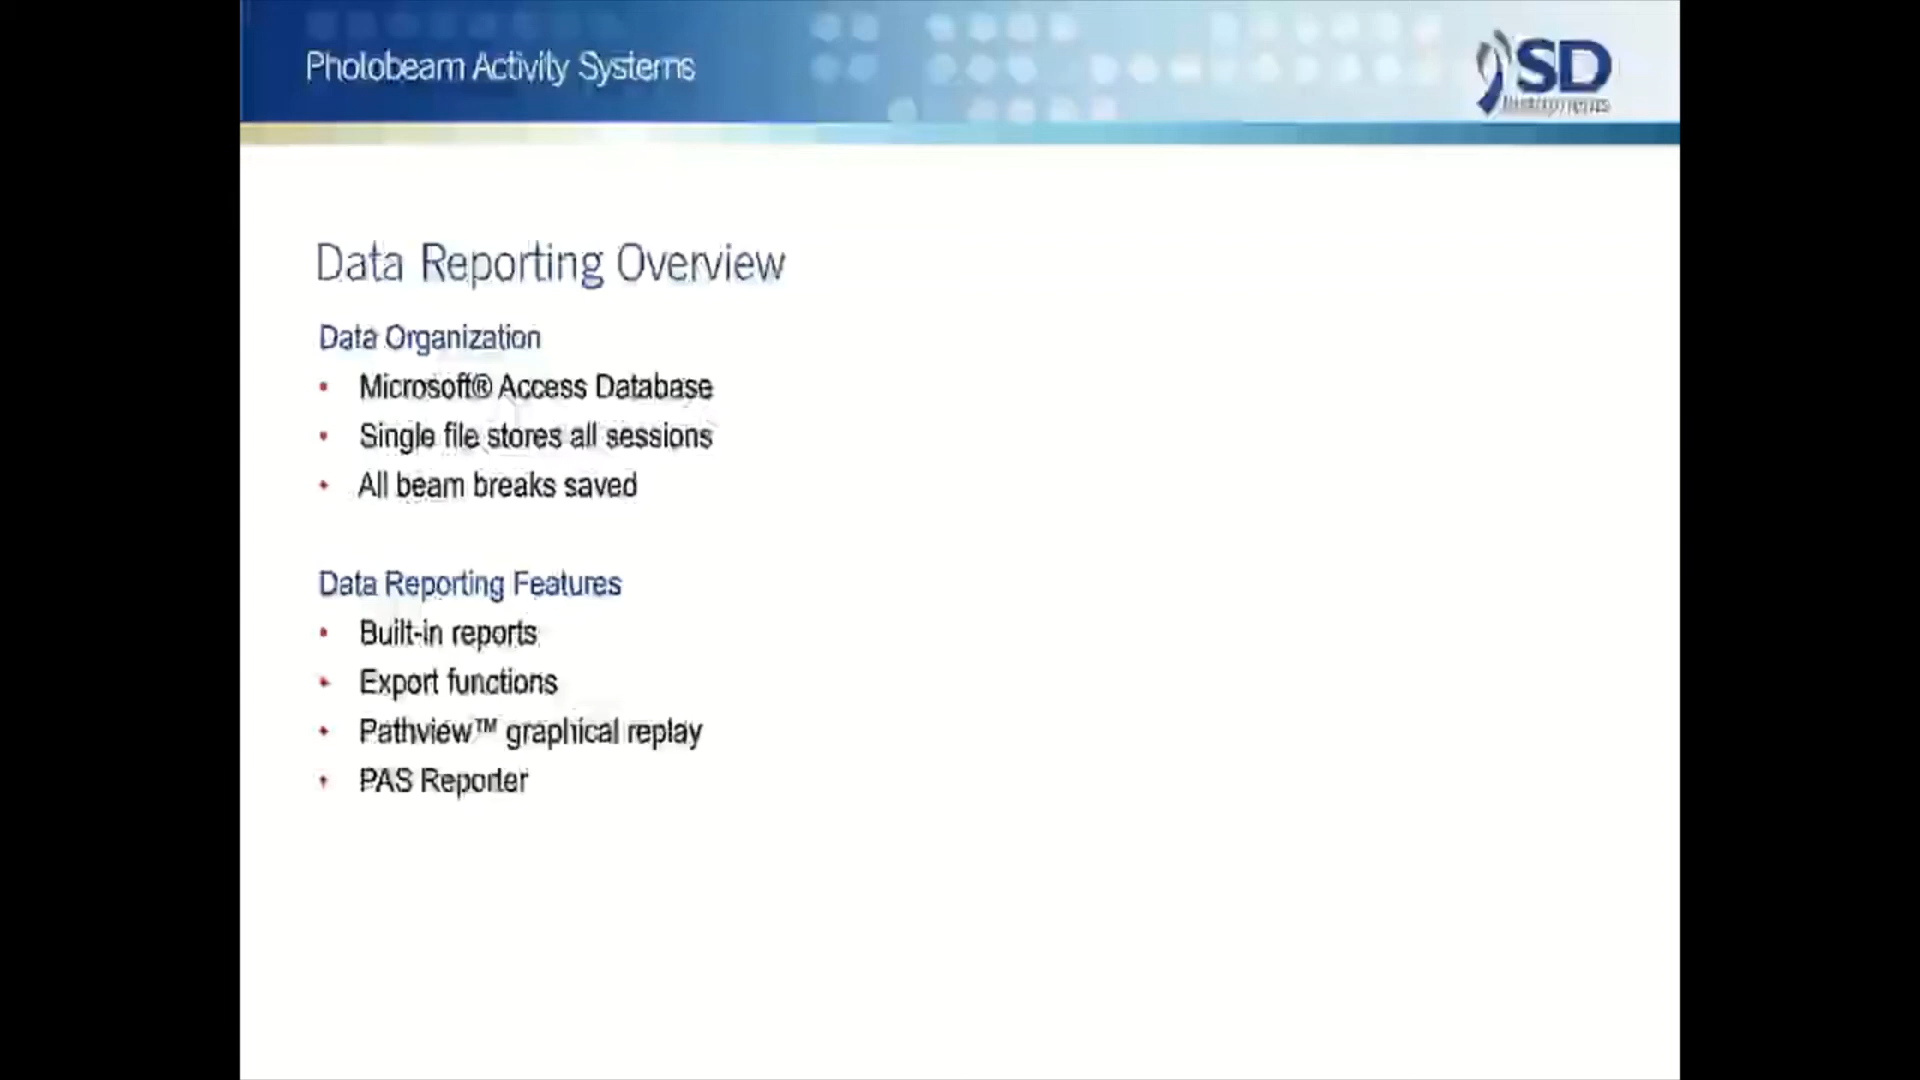 Photobeam Activity Systems
SD
Instruments
Data Reporting Overview
Data Organization
• Microsoft® Access Database
• Single file stores all sessions
• All beam breaks saved
Data Reporting Features
• Built-in reports
• Export functions
• Pathview™ graphical replay
• PAS Reporter